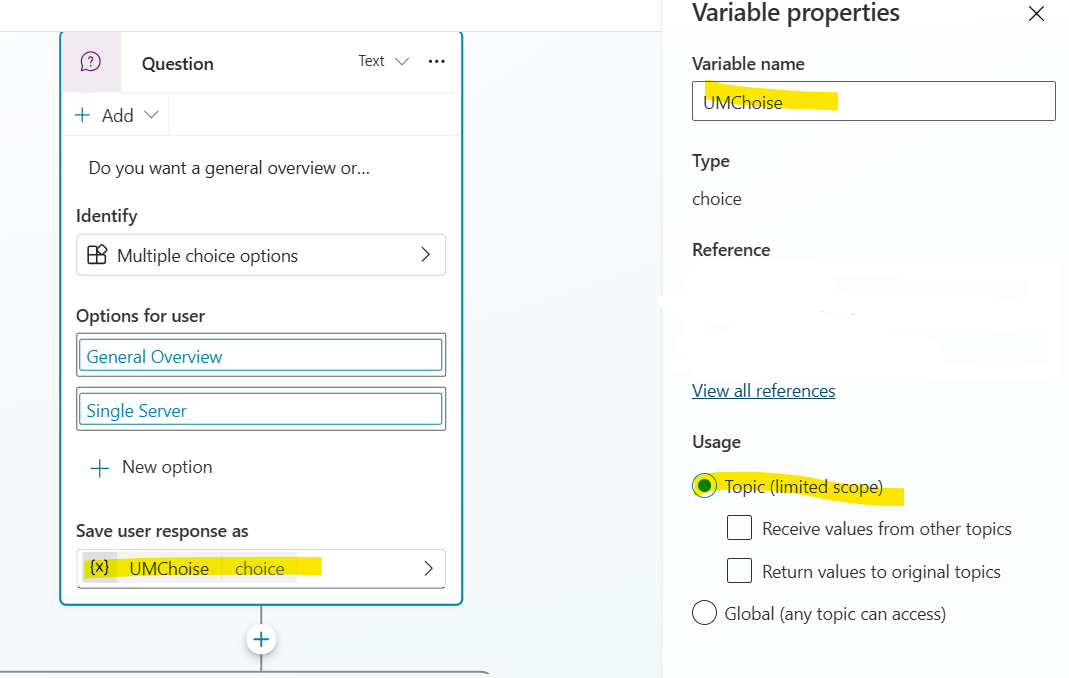 Question
Text
Add
Do you want a general overview or...
Identify
Multiple choice options
Options for user
General Overview
Single Server
New option
Save user response as
{x} UMChoise choice
Variable properties
Variable name
UMChoise
Type
choice
Reference
View all references
Usage
Topic (limited scope)
Receive values from other topics
Return values to original topics
Global (any topic can access)